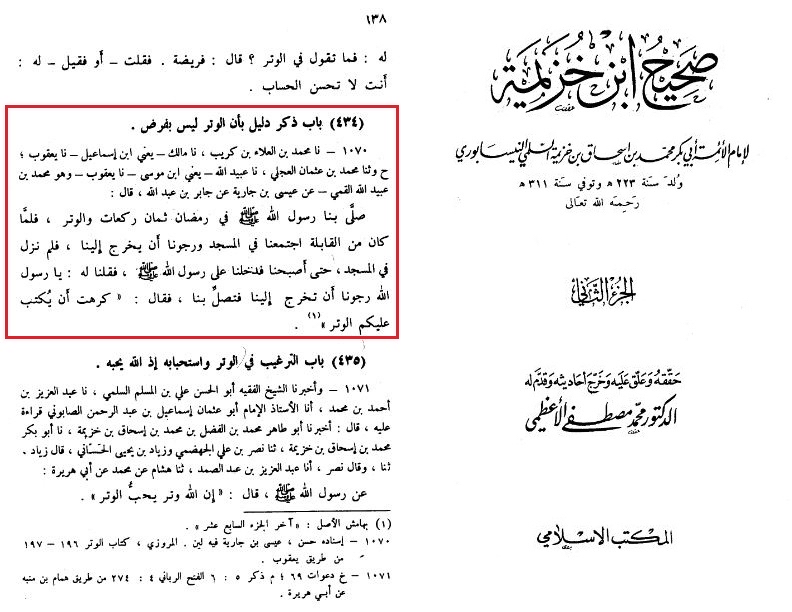 صحيح ابن خزيمة
لإمام الأئمة أبي بكر محمد بن إسحاق بن خزيمة السلمي النيسابوري
ولد سنة ٢٢٣ هـ وتوفي سنة ٣١١ هـ
رحمه الله تعالى
الجزء الثاني
حققه وعلق عليه وخرج أحاديثه وقدم له
الدكتور محمد مصطفى الأعظمي
المكتب الإسلامي
١٣٨
له : فما تقول في الوتر ؟ قال : فريضة . فقلت – أو فقيل – له :
أنت لا تحسن الحساب .
(٤٣٤) باب ذكر دليل بأن الوتر ليس بفرض .
١٠٧٠ – نا محمد بن العلاء بن كريب ، نا مالك – يعني ابن إسماعيل – نا يعقوب ؛
ح وثنا محمد بن عثمان العجلي ، نا عبيد الله – يعني ابن موسى – نا يعقوب – وهو محمد بن
عبيد الله القمي – عن عيسى بن جارية عن جابر بن عبد الله ، قال :
صلَّى بنا رسول الله ﷺ في رمضان ثمان ركعات والوتر ، فلمَّا
كان من القابلة اجتمعنا في المسجد ورجونا أن يخرج إلينا ، فلم نزل
في المسجد، حتى أصبحنا فدخلنا على رسول الله ﷺ ، فقلنا له : يا رسول
الله رجونا أن تخرج إلينا فتصلِّ بنا ، فقال : « كرهت أن يُكتب
عليكم الوتر »(١) .
(٤٣٥) باب الترغيب في الوتر واستحبابه إذ الله يحبه .
١٠٧١ – وأخبرنا الشيخ الفقيه أبو الحسن علي بن المسلم السلمي ، نا عبد العزيز بن
أحمد بن محمد ، أنا الأستاذ الإمام أبو عثمان إسماعيل بن عبد الرحمن الصابوني قراءة
عليه ، قال : أخبرنا أبو طاهر محمد بن الفضل بن محمد بن إسحاق بن خزيمة ، نا أبو بكر
محمد بن إسحاق بن خزيمة ، ثنا نصر بن علي الجهضمي وزياد بن يحيى الحَسَّاني ، قال زياد .
ثنا ، وقال نصر ، أنا عبد العزيز بن عبد الصمد ، ثنا هشام عن محمد عن أبي هريرة :
عن رسول الله ﷺ ، قال : « إن الله وتر يحبُّ الوتر » .
(١) بهامش الأصل : « آخر الجزء السابع عشر » .
١٠٧٠ – إسناده حسن ، عيسى بن جارية فيه لين . المروزي ، كتاب الوتر ١٩٦ – ١٩٧
من طريق يعقوب .
١٠٧١ – خ دعوات ٦٩ ؛ م ذكر ٥ : ٦ الفتح الرباني ٤ : ٢٧٤ من طريق همام بن منبه
عن أبي هريرة .